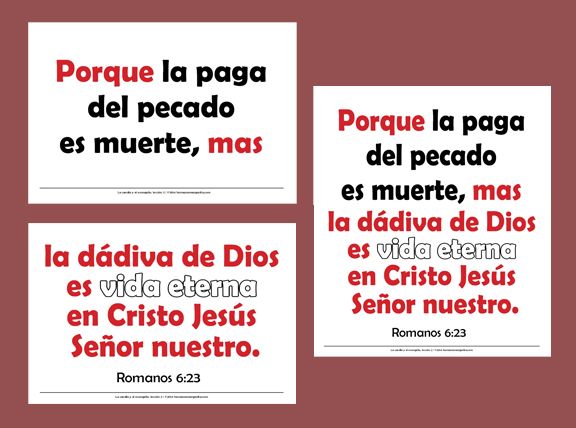 Porque la paga
del pecado
es muerte, mas
la dádiva de Dios
es vida eterna
en Cristo Jesús
Señor nuestro.
Romanos 6:23
Porque la paga
del pecado
es muerte, mas
la dádiva de Dios
es vida eterna
en Cristo Jesús
Señor nuestro.
Romanos 6:23